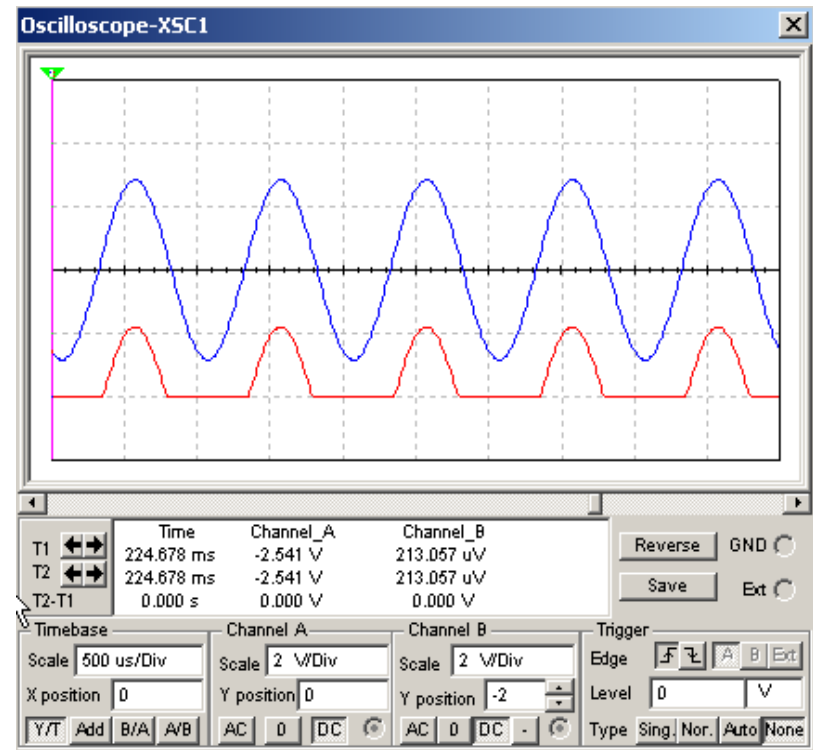 Oscilloscope-XSC1
Time Channel_A Channel_B
T1 224.678 ms -2.541 V 213.057 uV
T2 224.678 ms -2.541 V 213.057 uV
T2-T1 0.000 s 0.000 V 0.000 V
Reverse GND
Save Ext
Timebase Channel A Channel B Trigger
Scale 500 us/Div Scale 2 V/Div Scale 2 V/Div Edge A B Ext
X position 0 Y position 0 Y position -2 Level 0 V
Y/T Add B/A A/B AC 0 DC AC 0 DC - Type Sing. Nor. Auto None